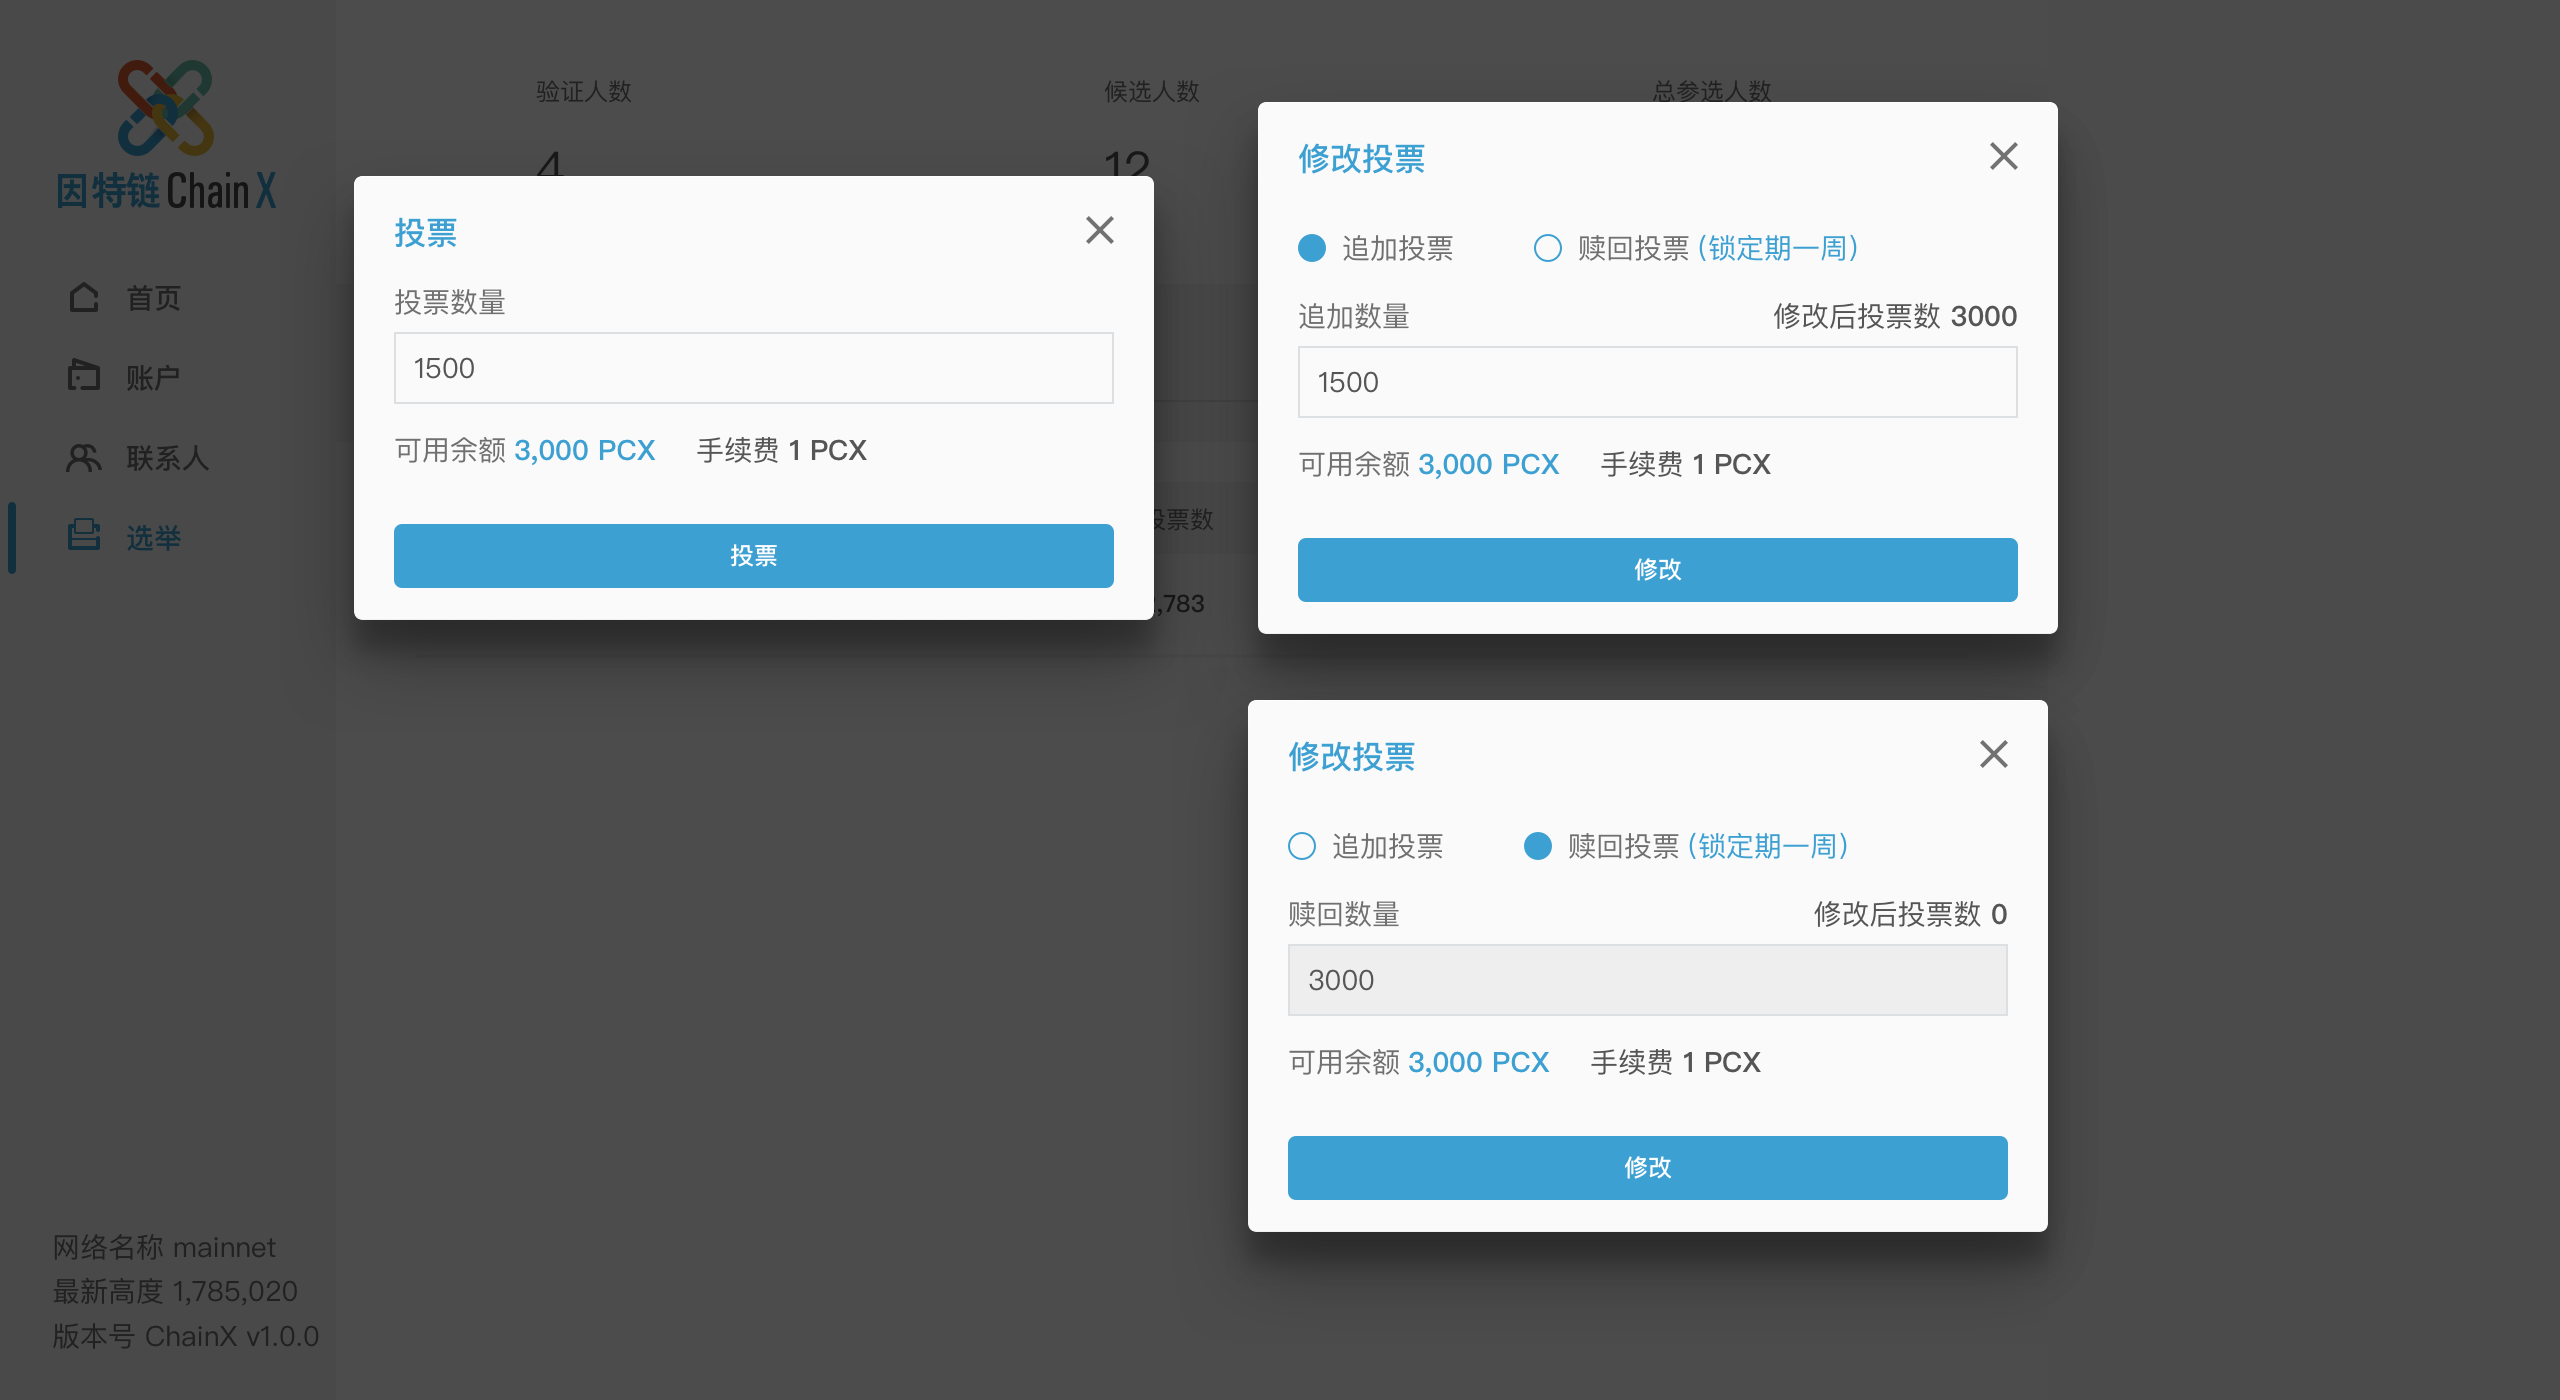 因特链 ChainX
首页
账户
联系人
选举
网络名称 mainnet
最新高度 1,785,020
版本号 ChainX v1.0.0
验证人数
候选人数
总参选人数
4
12
投票
投票数量
1500
可用余额 3,000 PCX 手续费 1 PCX
投票
投票数
,783
修改投票
追加投票 赎回投票 (锁定期一周)
追加数量 修改后投票数 3000
1500
可用余额 3,000 PCX 手续费 1 PCX
修改
修改投票
追加投票 赎回投票 (锁定期一周)
赎回数量 修改后投票数 0
3000
可用余额 3,000 PCX 手续费 1 PCX
修改